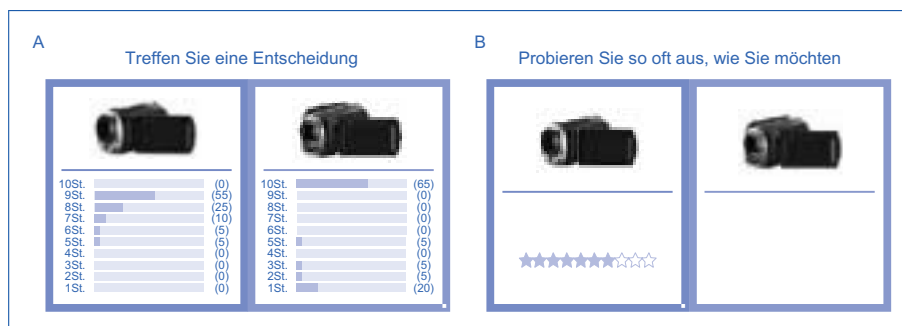 A
Treffen Sie eine Entscheidung
10St. (0)
9St. (55)
8St. (25)
7St. (10)
6St. (5)
5St. (5)
4St. (0)
3St. (0)
2St. (0)
1St. (0)
10St. (65)
9St. (0)
8St. (0)
7St. (0)
6St. (0)
5St. (5)
4St. (0)
3St. (5)
2St. (5)
1St. (20)
B
Probieren Sie so oft aus, wie Sie möchten